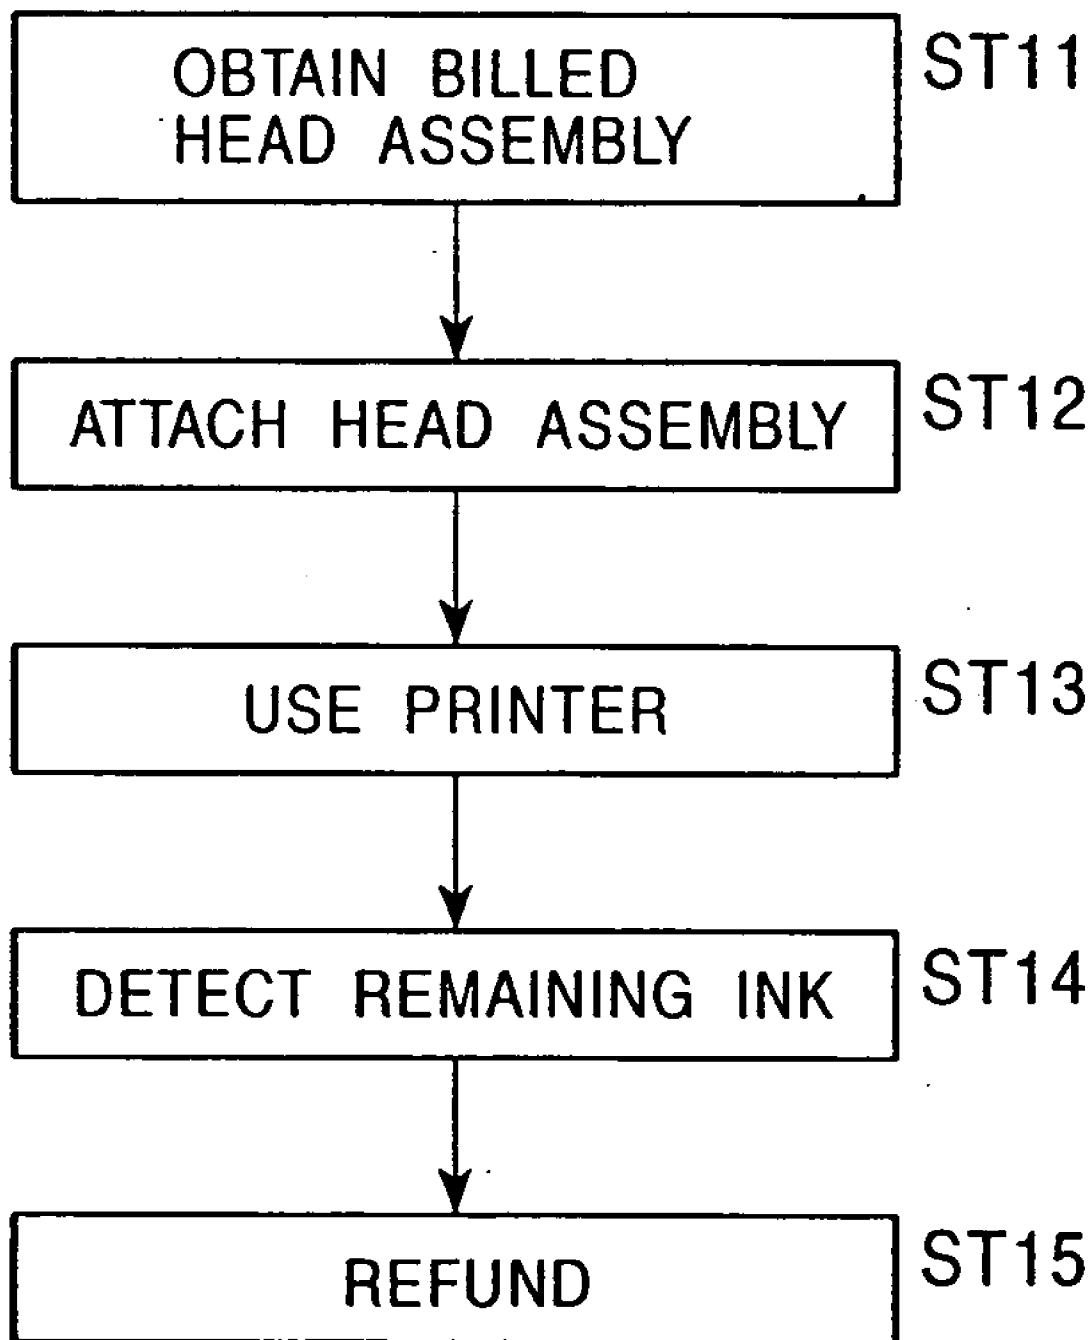 OBTAIN BILLED
HEAD ASSEMBLY
ST11
ATTACH HEAD ASSEMBLY
ST12
USE PRINTER
ST13
DETECT REMAINING INK
ST14
REFUND
ST15